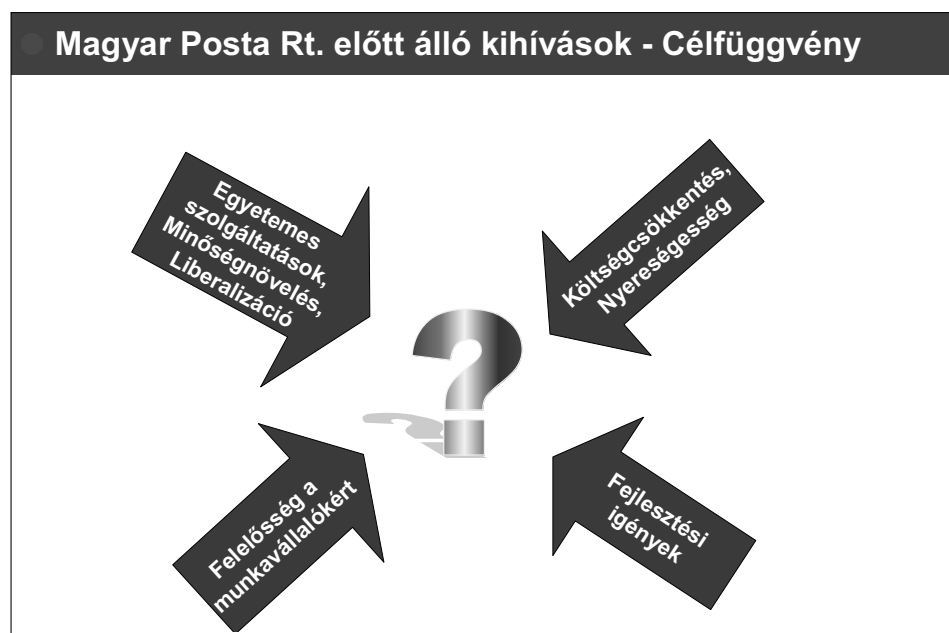 Magyar Posta Rt. előtt álló kihívások - Célfüggvény
Egyetemes
szolgáltatások,
Minőségnövelés,
Liberalizáció
Költségcsökkentés,
Nyereségesség
?
Felelősség a
munkavállalókért
Fejlesztési
igények